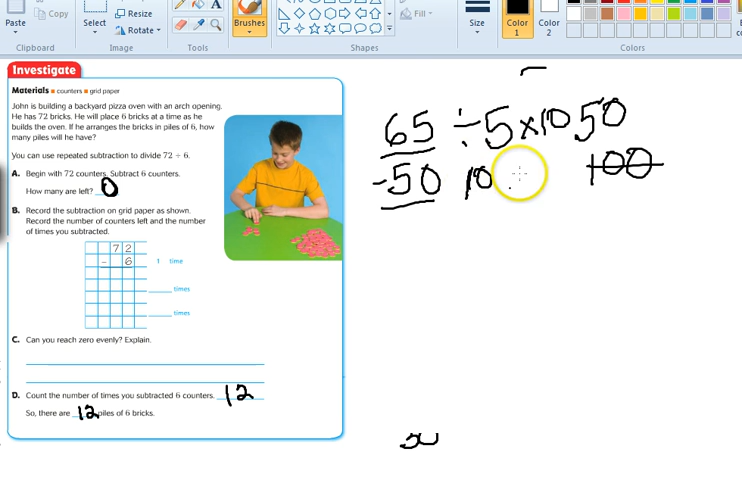 Paste
Copy
Select
Resize
Rotate
A
Brushes
Fill
Size
Color 1
Color 2
Clipboard
Image
Tools
Shapes
Colors
Investigate
Materials ■ counters ■ grid paper
John is building a backyard pizza oven with an arch opening.
He has 72 bricks. He will place 6 bricks at a time as he
builds the oven. If he arranges the bricks in piles of 6, how
many piles will he have?
You can use repeated subtraction to divide 72 ÷ 6.
A. Begin with 72 counters. Subtract 6 counters.
How many are left? 0
B. Record the subtraction on grid paper as shown.
Record the number of counters left and the number
of times you subtracted.
72
- 6 1 time
times
times
C. Can you reach zero evenly? Explain.
D. Count the number of times you subtracted 6 counters. 12
So, there are 12 piles of 6 bricks.
65 ÷ 5 × 10 50
- 50 10 100